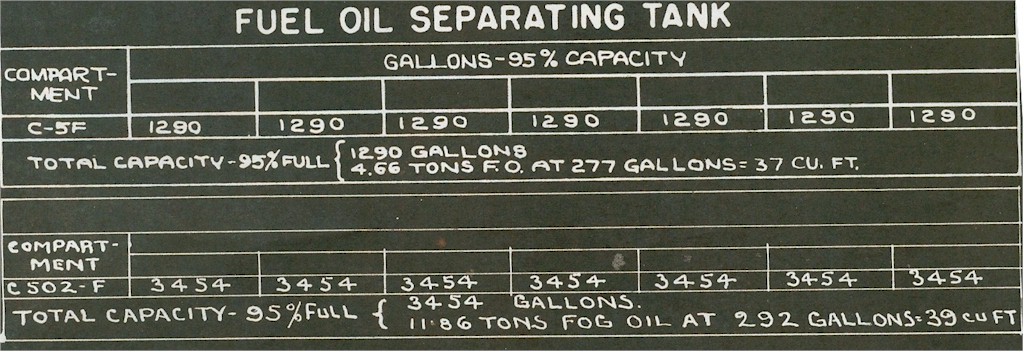 FUEL OIL SEPARATING TANK
GALLONS-95% CAPACITY
COMPART-
MENT
C-5F 1290 1290 1290 1290 1290 1290 1290
TOTAL CAPACITY-95% FULL { 1290 GALLONS
4.66 TONS F.O. AT 277 GALLONS= 37 CU. FT.
COMPART-
MENT
C502-F 3454 3454 3454 3454 3454 3454 3454
TOTAL CAPACITY-95% FULL { 3454 GALLONS.
11.86 TONS FOG OIL AT 292 GALLONS=39 CU FT